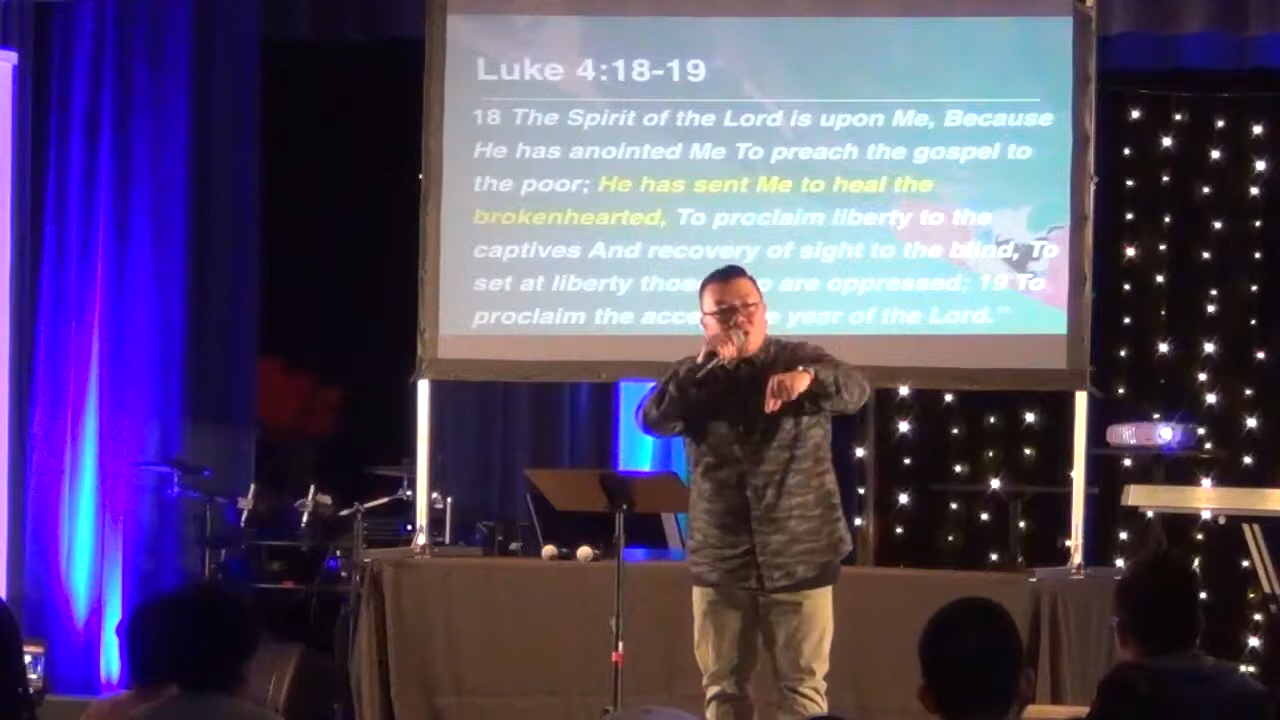 Luke 4:18-19
18 The Spirit of the Lord is upon Me, Because
He has anointed Me To preach the gospel to
the poor; He has sent Me to heal the
brokenhearted, To proclaim liberty to the
captives And recovery of sight to the blind, To
set at liberty those are oppressed; 19 To
proclaim the year of the Lord."